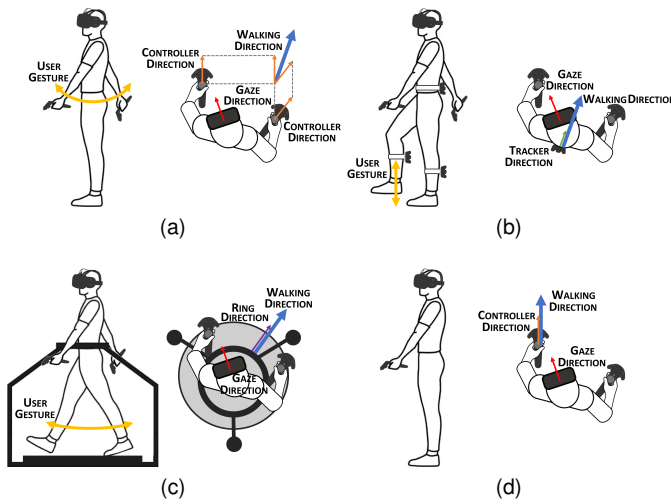 USER
GESTURE
CONTROLLER
DIRECTION
WALKING
DIRECTION
GAZE
DIRECTION
CONTROLLER
DIRECTION
(a)
USER
GESTURE
GAZE
DIRECTION
WALKING DIRECTION
TRACKER
DIRECTION
(b)
USER
GESTURE
RING
DIRECTION
WALKING
DIRECTION
GAZE
DIRECTION
(c)
CONTROLLER
DIRECTION
WALKING
DIRECTION
GAZE
DIRECTION
(d)